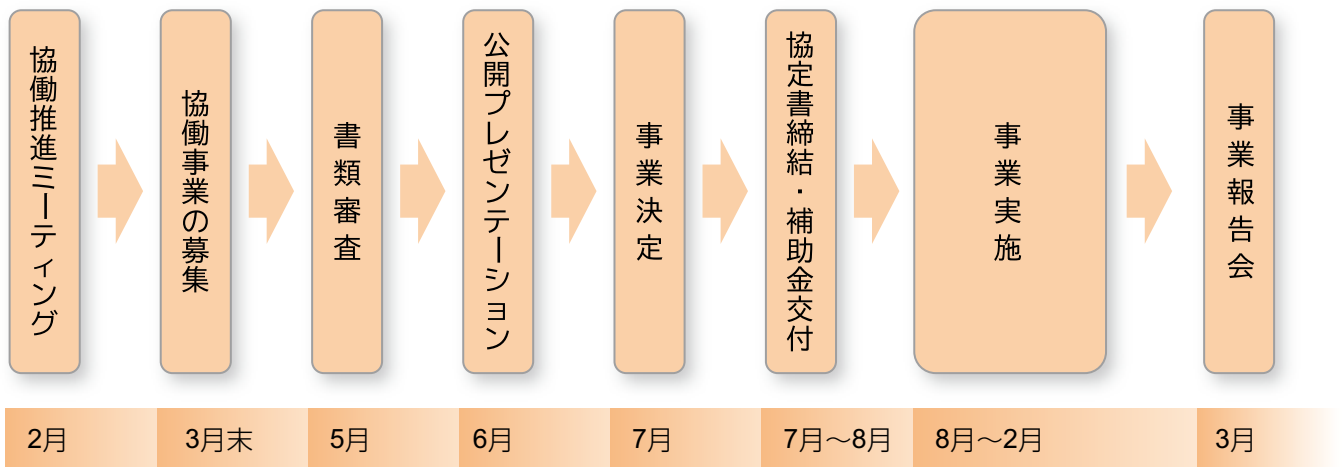 協働推進ミーティング
協働事業の募集
書類審査
公開プレゼンテーション
事業決定
協定書締結・補助金交付
事業実施
事業報告会
2月
3月末
5月
6月
7月
7月～8月
8月～2月
3月